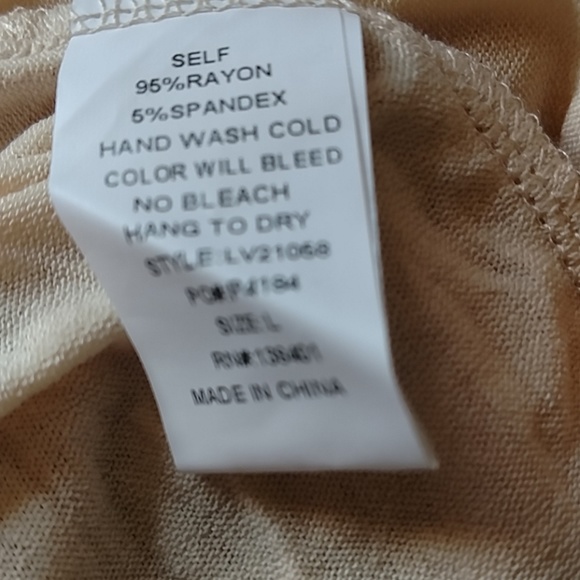 SELF
95%RAYON
5%SPANDEX
HAND WASH COLD
COLOR WILL BLEED
NO BLEACH
HANG TO DRY
STYLE:LV21068
SIZE:L
MADE IN CHINA